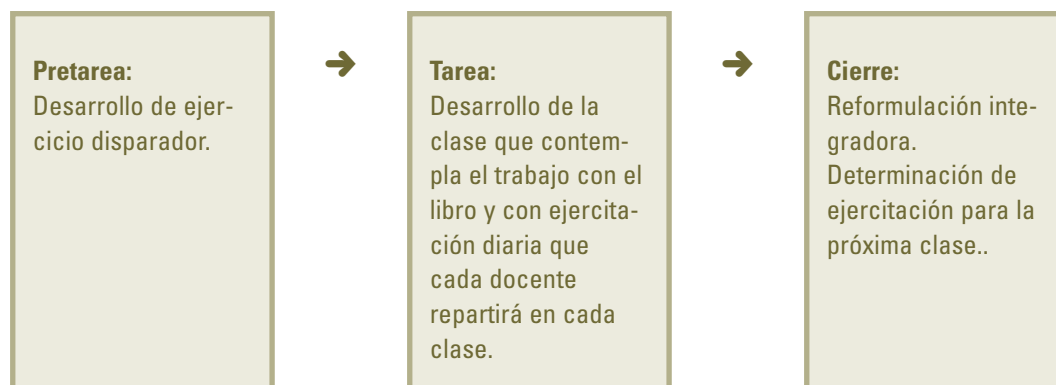 Pretarea:
Desarrollo de ejer-
cicio disparador.
Tarea:
Desarrollo de la
clase que contem-
pla el trabajo con el
libro y con ejercita-
ción diaria que
cada docente
repartirá en cada
clase.
Cierre:
Reformulación inte-
gradora.
Determinación de
ejercitación para la
próxima clase..